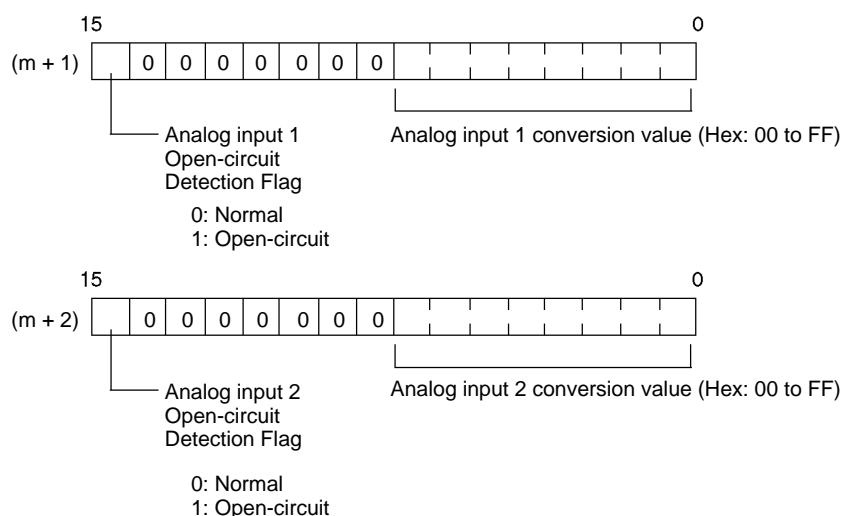 15 0
(m + 1) 0 0 0 0 0 0 0
Analog input 1 Analog input 1 conversion value (Hex: 00 to FF)
Open-circuit
Detection Flag
0: Normal
1: Open-circuit
15 0
(m + 2) 0 0 0 0 0 0 0
Analog input 2 Analog input 2 conversion value (Hex: 00 to FF)
Open-circuit
Detection Flag
0: Normal
1: Open-circuit